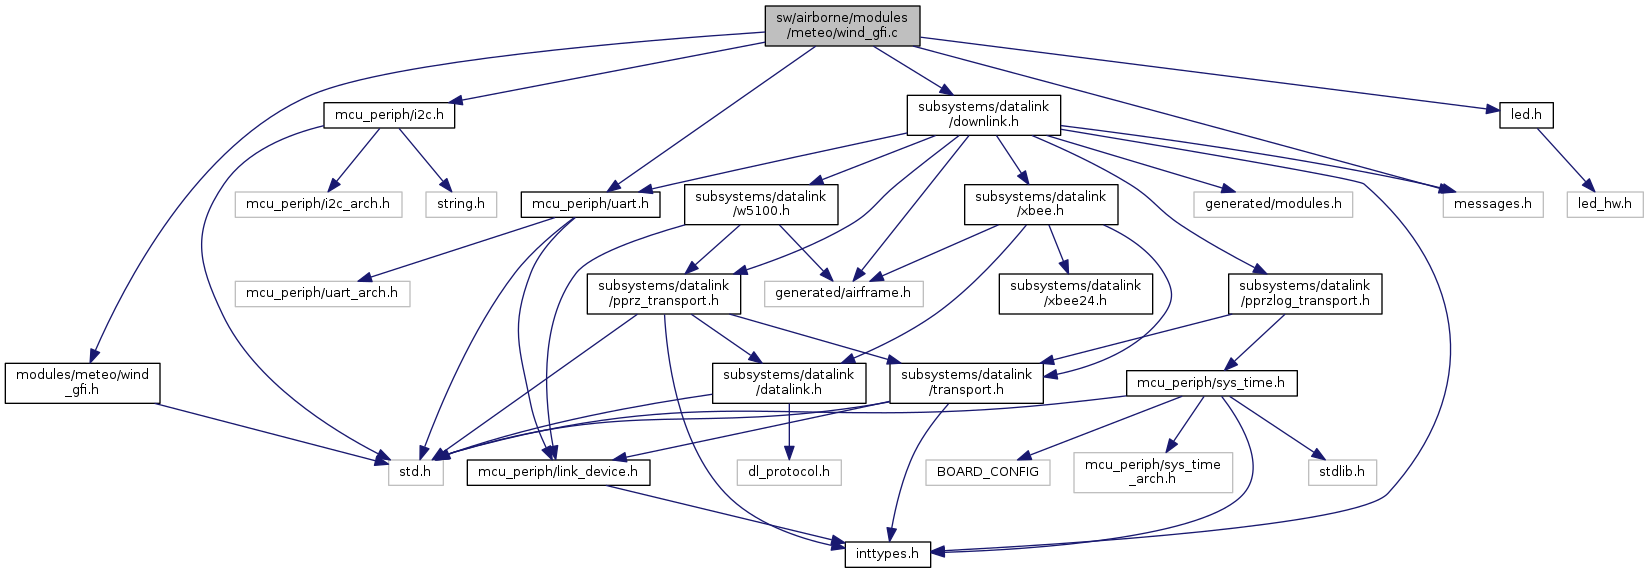 sw/airborne/modules
/meteo/wind_gfi.c
mcu_periph/i2c.h
subsystems/datalink
/downlink.h
led.h
mcu_periph/i2c_arch.h
string.h
mcu_periph/uart.h
subsystems/datalink
/w5100.h
subsystems/datalink
/xbee.h
generated/modules.h
messages.h
led_hw.h
mcu_periph/uart_arch.h
subsystems/datalink
/pprz_transport.h
generated/airframe.h
subsystems/datalink
/xbee24.h
subsystems/datalink
/pprzlog_transport.h
modules/meteo/wind
_gfi.h
subsystems/datalink
/datalink.h
subsystems/datalink
/transport.h
mcu_periph/sys_time.h
std.h
mcu_periph/link_device.h
dl_protocol.h
BOARD_CONFIG
mcu_periph/sys_time
_arch.h
stdlib.h
inttypes.h